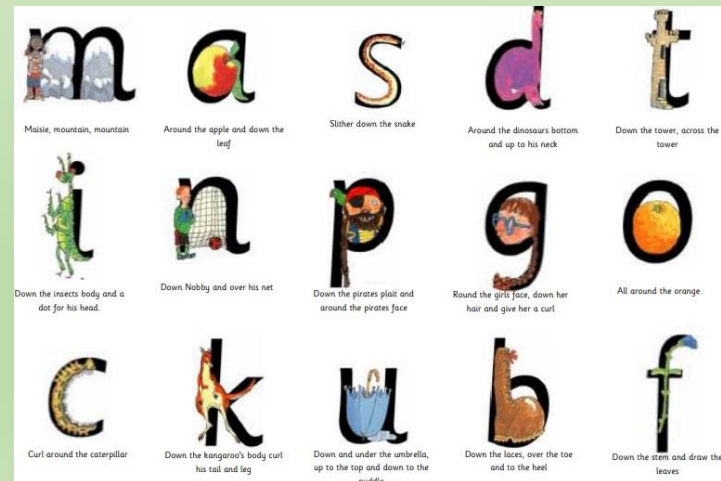 m a s d t
Maisie, mountain, mountain
Around the apple and down the
leaf
Slither down the snake
Around the dinosaurs bottom
and up to his neck
Down the tower, across the
tower
i n p g o
Down the insects body and a
dot for his head.
Down Nobby and over his net
Down the pirates plait and
around the pirates face
Round the girls face, down her
hair and give her a curl
All around the orange
c k u b f
Curl around the caterpillar
Down the kangaroo's body curl
his tail and leg
Down and under the umbrella,
up to the top and down to the
puddle
Down the laces, over the toe
and to the heel
Down the stem and draw the
leaves